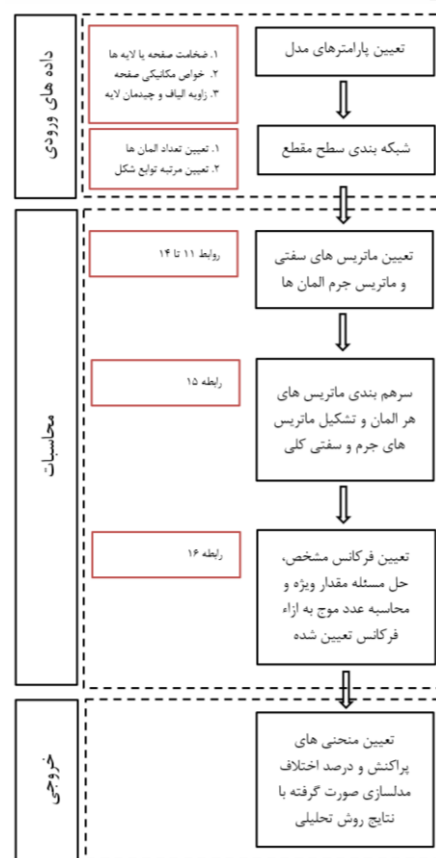 داده های ورودی
تعیین پارامترهای مدل
۱. ضخامت صفحه یا لایه ها
۲. خواص مکانیکی صفحه
۳. زاویه الیاف و چیدمان لایه
شبکه بندی سطح مقطع
۱. تعیین تعداد المان ها
۲. تعیین مرتبه توابع شکل
محاسبات
تعیین ماتریس های سفتی
و ماتریس جرم المان ها
روابط ۱۱ تا ۱۴
سرهم بندی ماتریس های
هر المان و تشکیل ماتریس
های جرم و سفتی کلی
رابطه ۱۵
تعیین فرکانس مشخص،
حل مسئله مقدار ویژه و
محاسبه عدد موج به ازاء
فرکانس تعیین شده
رابطه ۱۶
خروجی
تعیین منحنی های
پراکنش و درصد اختلاف
مدلسازی صورت گرفته با
نتایج روش تحلیلی